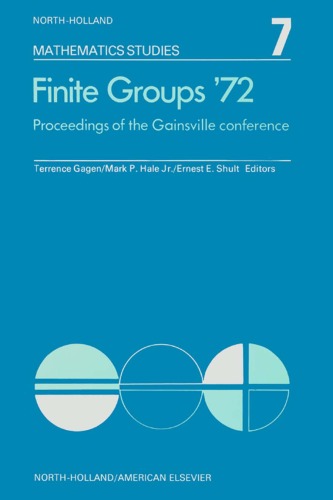 NORTH-HOLLAND
MATHEMATICS STUDIES 7
Finite Groups '72
Proceedings of the Gainsville conference
Terrence Gagen/Mark P. Hale Jr./Ernest E. Shult Editors
NORTH-HOLLAND/AMERICAN ELSEVIER